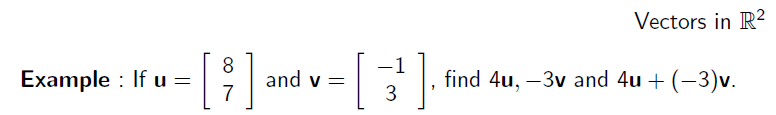 Vectors in ℝ²
Example : If u = [ 8 7 ] and v = [ −1 3 ], find 4u, −3v and 4u + (−3)v.